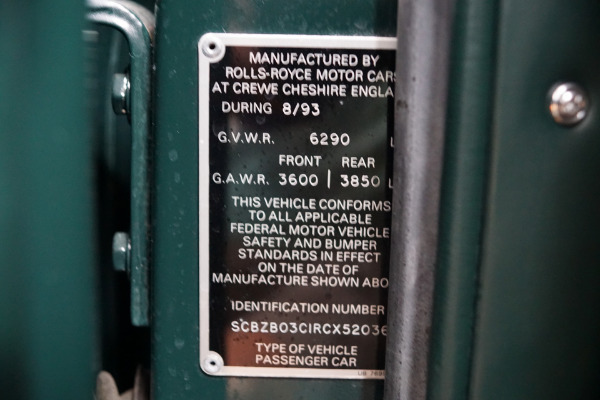 MANUFACTURED BY
ROLLS-ROYCE MOTOR CARS
AT CREWE CHESHIRE ENGLA
DURING 8/93
G.V.W.R. 6290 L
FRONT REAR
G.A.W.R. 3600 | 3850 L
THIS VEHICLE CONFORMS
TO ALL APPLICABLE
FEDERAL MOTOR VEHICLE
SAFETY AND BUMPER
STANDARDS IN EFFECT
ON THE DATE OF
MANUFACTURE SHOWN ABO
IDENTIFICATION NUMBER
SCBZB03C1RCX52036
TYPE OF VEHICLE
PASSENGER CAR